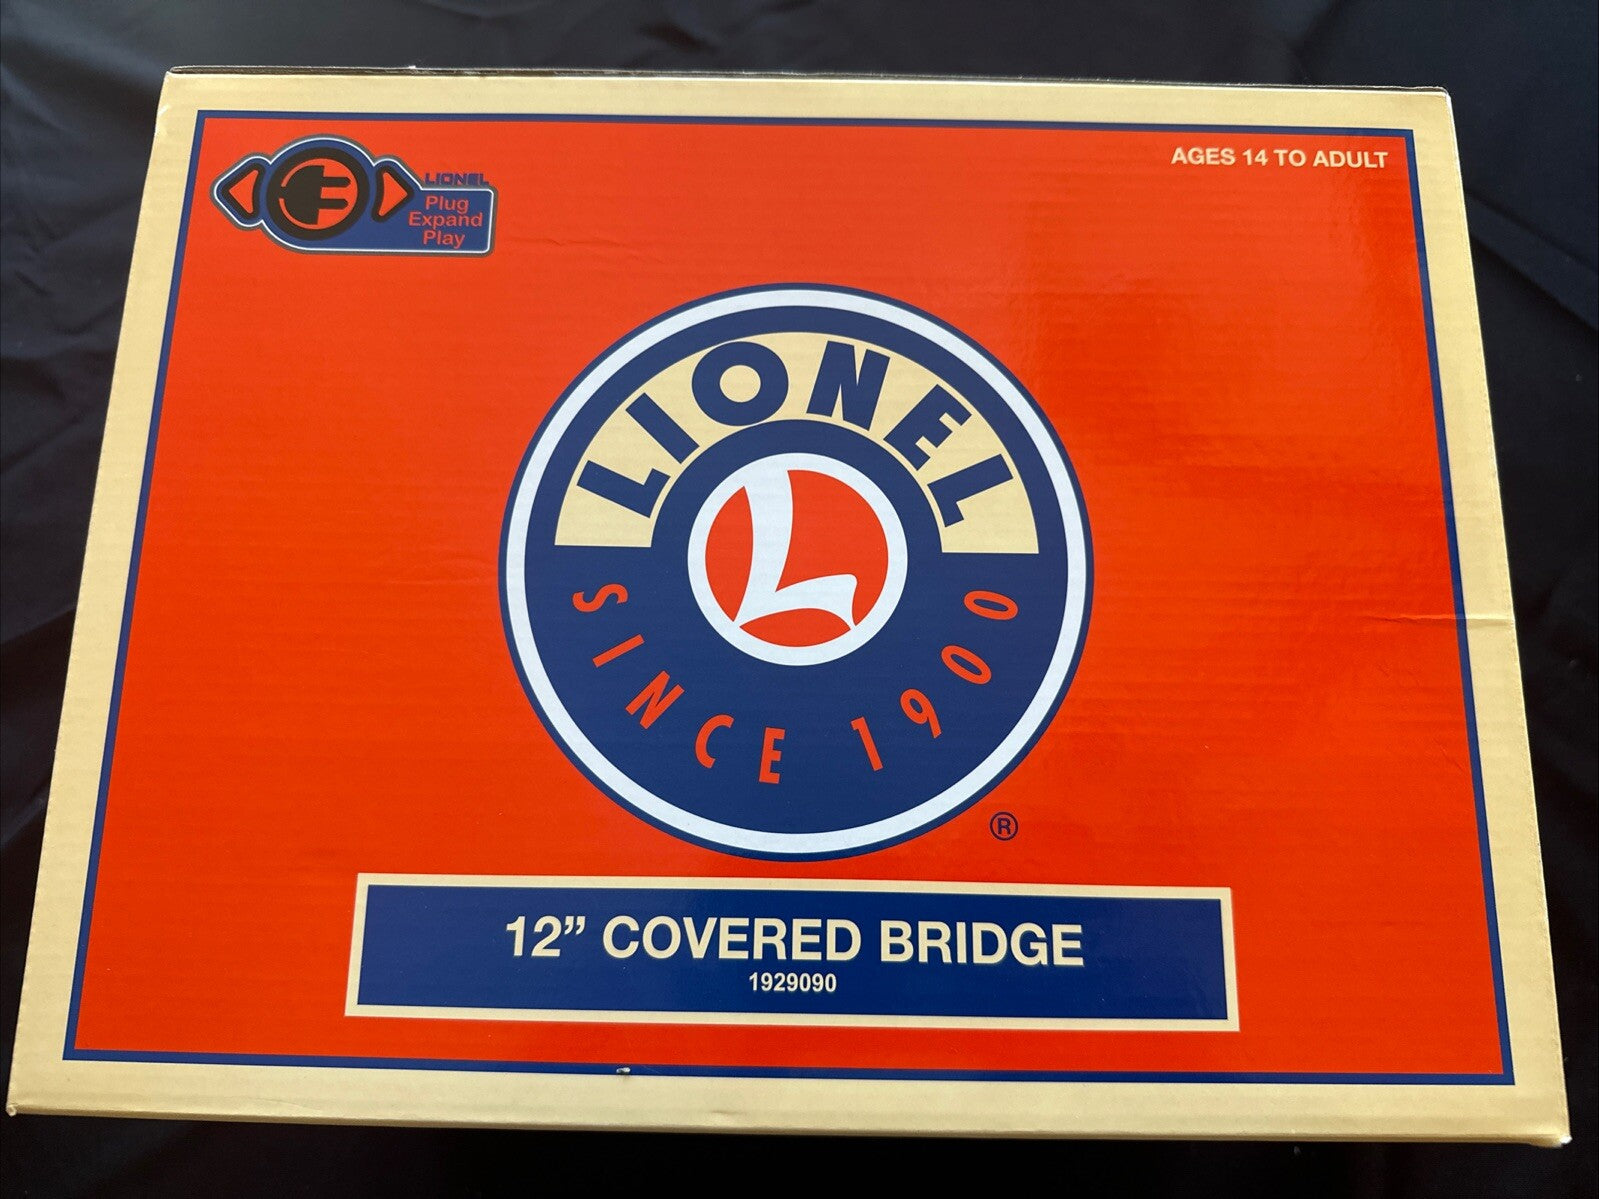 AGES 14 TO ADULT
LIONEL
Plug
Expand
Play
LIONEL
L
SINCE 1900
®
12” COVERED BRIDGE
1929090